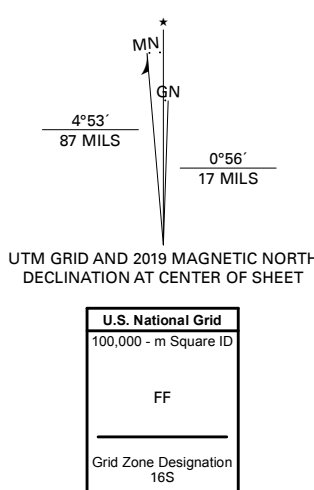 ★
MN
GN
4°53´
87 MILS
0°56´
17 MILS
UTM GRID AND 2019 MAGNETIC NORTH
DECLINATION AT CENTER OF SHEET
U.S. National Grid
100,000 - m Square ID
FF
Grid Zone Designation
16S